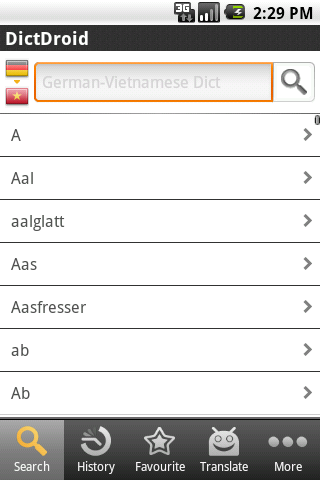 3G 2:29 PM
DictDroid
German-Vietnamese Dict
A
Aal
aalglatt
Aas
Aasfresser
ab
Ab
Search History Favourite Translate More